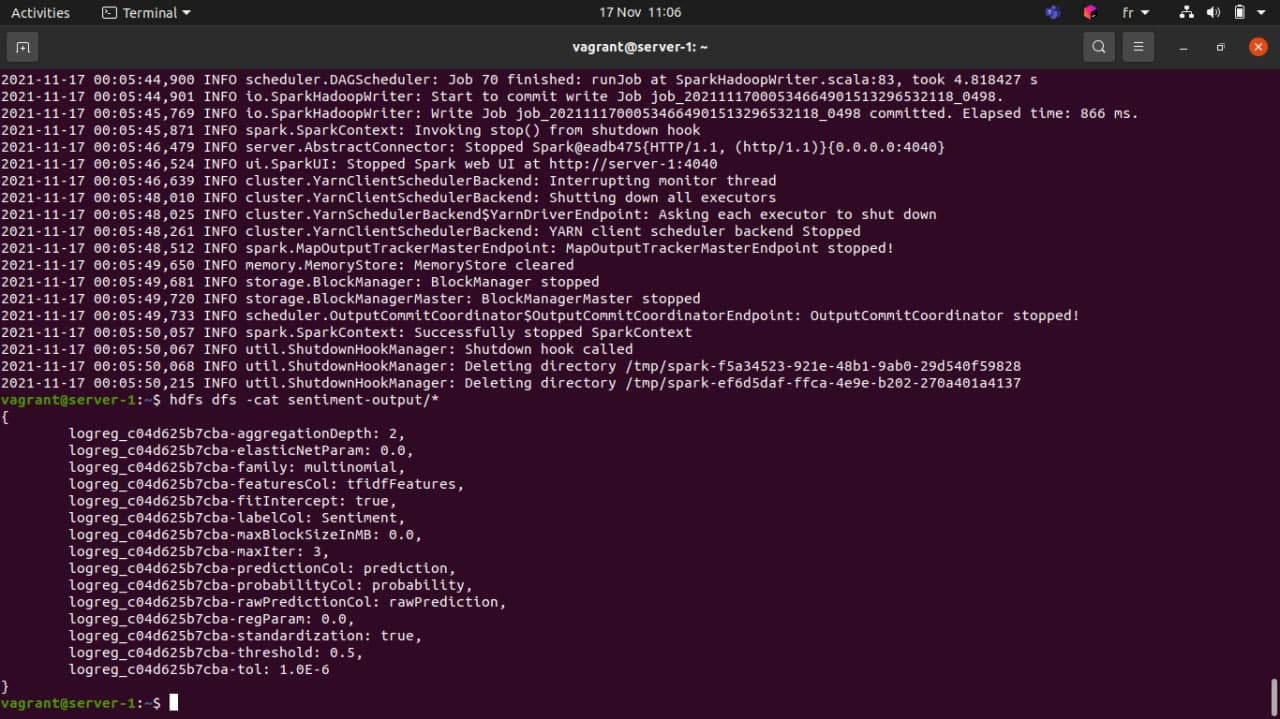 Activities Terminal 17 Nov 11:06 fr
vagrant@server-1: ~
2021-11-17 00:05:44,900 INFO scheduler.DAGScheduler: Job 70 finished: runJob at SparkHadoopWriter.scala:83, took 4.818427 s
2021-11-17 00:05:44,901 INFO io.SparkHadoopWriter: Start to commit write Job job_20211117000534664901513296532118_0498.
2021-11-17 00:05:45,769 INFO io.SparkHadoopWriter: Write Job job_20211117000534664901513296532118_0498 committed. Elapsed time: 866 ms.
2021-11-17 00:05:45,871 INFO spark.SparkContext: Invoking stop() from shutdown hook
2021-11-17 00:05:46,479 INFO server.AbstractConnector: Stopped Spark@eadb475{HTTP/1.1, (http/1.1)}{0.0.0.0:4040}
2021-11-17 00:05:46,524 INFO ui.SparkUI: Stopped Spark web UI at http://server-1:4040
2021-11-17 00:05:46,639 INFO cluster.YarnClientSchedulerBackend: Interrupting monitor thread
2021-11-17 00:05:48,010 INFO cluster.YarnClientSchedulerBackend: Shutting down all executors
2021-11-17 00:05:48,025 INFO cluster.YarnSchedulerBackend$YarnDriverEndpoint: Asking each executor to shut down
2021-11-17 00:05:48,261 INFO cluster.YarnClientSchedulerBackend: YARN client scheduler backend Stopped
2021-11-17 00:05:48,512 INFO spark.MapOutputTrackerMasterEndpoint: MapOutputTrackerMasterEndpoint stopped!
2021-11-17 00:05:49,650 INFO memory.MemoryStore: MemoryStore cleared
2021-11-17 00:05:49,681 INFO storage.BlockManager: BlockManager stopped
2021-11-17 00:05:49,720 INFO storage.BlockManagerMaster: BlockManagerMaster stopped
2021-11-17 00:05:49,733 INFO scheduler.OutputCommitCoordinator$OutputCommitCoordinatorEndpoint: OutputCommitCoordinator stopped!
2021-11-17 00:05:50,057 INFO spark.SparkContext: Successfully stopped SparkContext
2021-11-17 00:05:50,067 INFO util.ShutdownHookManager: Shutdown hook called
2021-11-17 00:05:50,068 INFO util.ShutdownHookManager: Deleting directory /tmp/spark-f5a34523-921e-48b1-9ab0-29d540f59828
2021-11-17 00:05:50,215 INFO util.ShutdownHookManager: Deleting directory /tmp/spark-ef6d5daf-ffca-4e9e-b202-270a401a4137
vagrant@server-1:~$ hdfs dfs -cat sentiment-output/*
{
logreg_c04d625b7cba-aggregationDepth: 2,
logreg_c04d625b7cba-elasticNetParam: 0.0,
logreg_c04d625b7cba-family: multinomial,
logreg_c04d625b7cba-featuresCol: tfidfFeatures,
logreg_c04d625b7cba-fitIntercept: true,
logreg_c04d625b7cba-labelCol: Sentiment,
logreg_c04d625b7cba-maxBlockSizeInMB: 0.0,
logreg_c04d625b7cba-maxIter: 3,
logreg_c04d625b7cba-predictionCol: prediction,
logreg_c04d625b7cba-probabilityCol: probability,
logreg_c04d625b7cba-rawPredictionCol: rawPrediction,
logreg_c04d625b7cba-regParam: 0.0,
logreg_c04d625b7cba-standardization: true,
logreg_c04d625b7cba-threshold: 0.5,
logreg_c04d625b7cba-tol: 1.0E-6
}
vagrant@server-1:~$